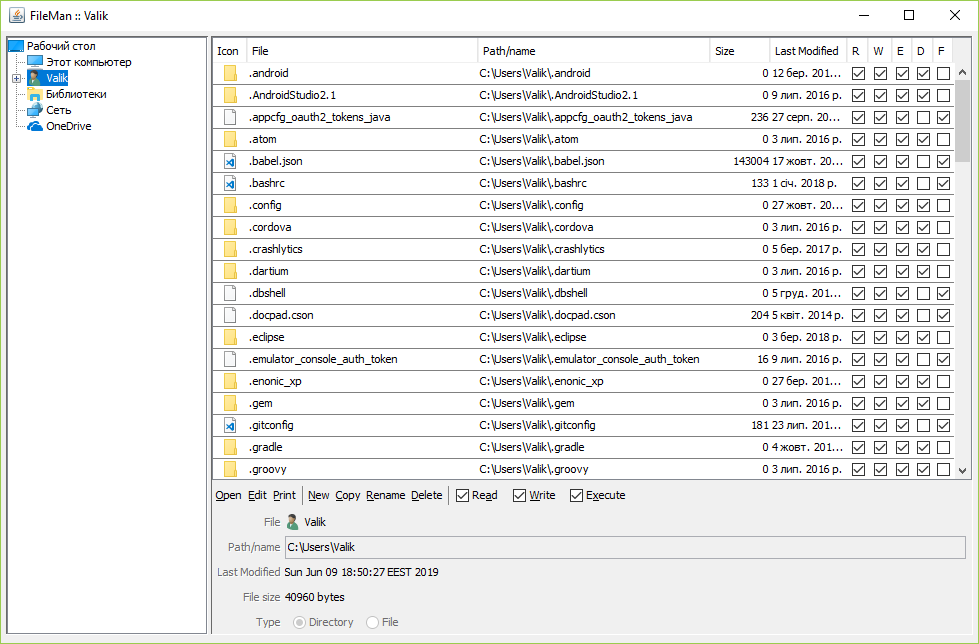 FileMan :: Valik
Рабочий стол
Этот компьютер
Valik
Библиотеки
Сеть
OneDrive
Icon File Path/name Size Last Modified R W E D F
.android C:\Users\Valik\.android 0 12 бер. 201...
.AndroidStudio2.1 C:\Users\Valik\.AndroidStudio2.1 0 9 лип. 2016 р.
.appcfg_oauth2_tokens_java C:\Users\Valik\.appcfg_oauth2_tokens_java 236 27 серп. 20...
.atom C:\Users\Valik\.atom 0 3 лип. 2016 р.
.babel.json C:\Users\Valik\.babel.json 143004 17 жовт. 20...
.bashrc C:\Users\Valik\.bashrc 133 1 січ. 2018 р.
.config C:\Users\Valik\.config 0 27 жовт. 20...
.cordova C:\Users\Valik\.cordova 0 3 лип. 2016 р.
.crashlytics C:\Users\Valik\.crashlytics 0 5 бер. 2017 р.
.dartium C:\Users\Valik\.dartium 0 3 лип. 2016 р.
.dbshell C:\Users\Valik\.dbshell 0 5 груд. 201...
.docpad.cson C:\Users\Valik\.docpad.cson 204 5 квіт. 2014 р.
.eclipse C:\Users\Valik\.eclipse 0 3 бер. 2018 р.
.emulator_console_auth_token C:\Users\Valik\.emulator_console_auth_token 16 9 лип. 2016 р.
.enonic_xp C:\Users\Valik\.enonic_xp 0 27 бер. 201...
.gem C:\Users\Valik\.gem 0 3 лип. 2016 р.
.gitconfig C:\Users\Valik\.gitconfig 181 23 лип. 201...
.gradle C:\Users\Valik\.gradle 0 4 жовт. 201...
.groovy C:\Users\Valik\.groovy 0 3 лип. 2016 р.
Open Edit Print New Copy Rename Delete Read Write Execute
File Valik
Path/name C:\Users\Valik
Last Modified Sun Jun 09 18:50:27 EEST 2019
File size 40960 bytes
Type Directory File